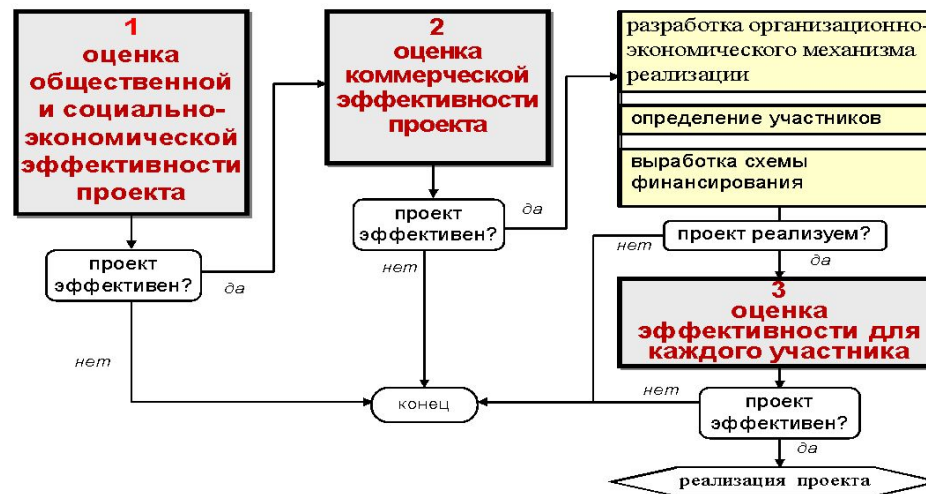 1
оценка
общественной
и социально-
экономической
эффективности
проекта
проект
эффективен?
да
нет
2
оценка
коммерческой
эффективности
проекта
проект
эффективен?
да
нет
разработка организационно-
экономического механизма
реализации
определение участников
выработка схемы
финансирования
проект реализуем?
нет
да
3
оценка
эффективности для
каждого участника
нет
проект
эффективен?
да
конец
реализация проекта